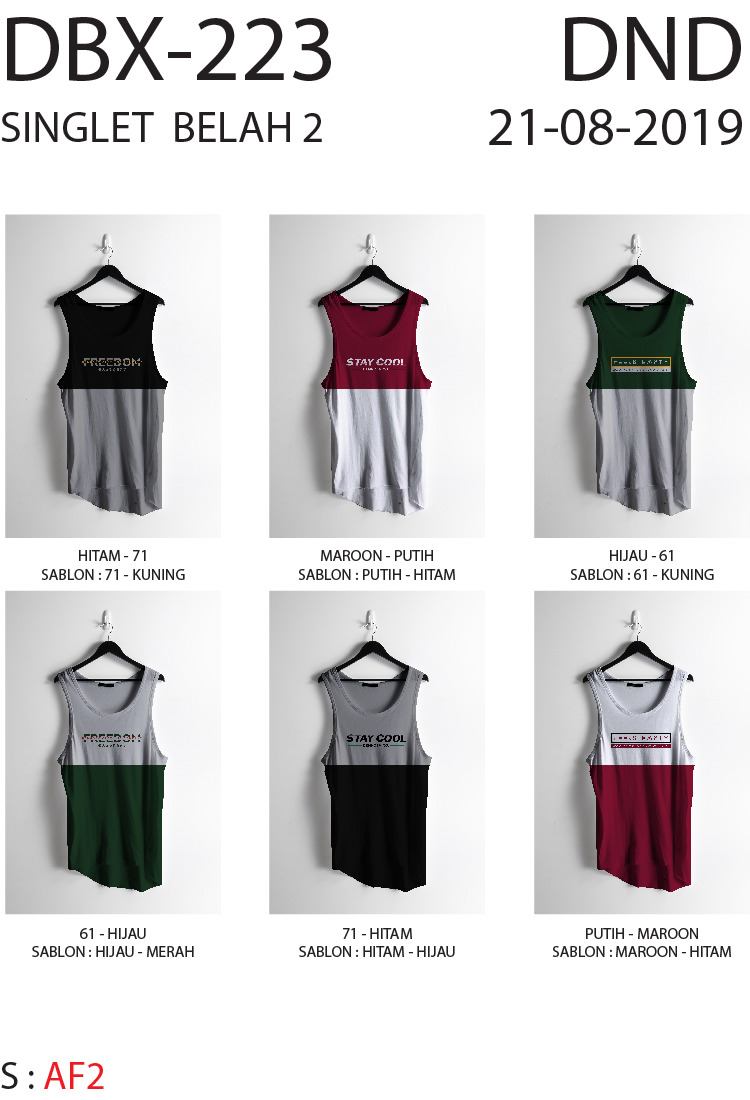 DBX-223
DND
SINGLET BELAH 2
21-08-2019
FREEDOM
STAY COOL
HITAM - 71
SABLON : 71 - KUNING
MAROON - PUTIH
SABLON : PUTIH - HITAM
HIJAU - 61
SABLON : 61 - KUNING
FREEDOM
STAY COOL
61 - HIJAU
SABLON : HIJAU - MERAH
71 - HITAM
SABLON : HITAM - HIJAU
PUTIH - MAROON
SABLON : MAROON - HITAM
S : AF2